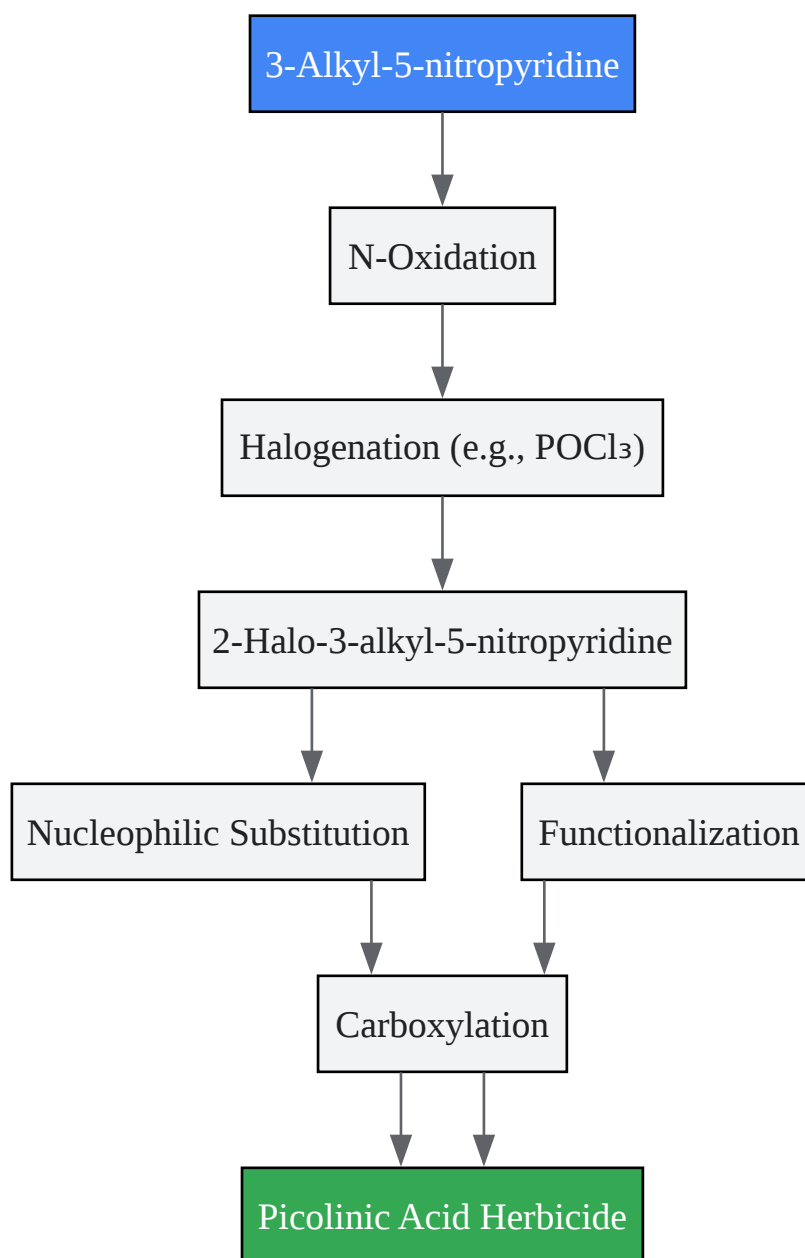 3-Alkyl-5-nitropyridine
N-Oxidation
Halogenation (e.g., POCl₃)
2-Halo-3-alkyl-5-nitropyridine
Nucleophilic Substitution
Functionalization
Carboxylation
Picolinic Acid Herbicide